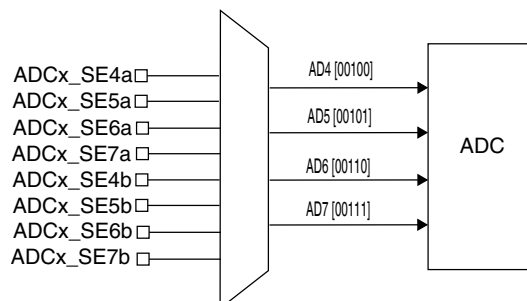 ADCx_SE4a
ADCx_SE5a
ADCx_SE6a
ADCx_SE7a
ADCx_SE4b
ADCx_SE5b
ADCx_SE6b
ADCx_SE7b
AD4 [00100]
AD5 [00101]
AD6 [00110]
AD7 [00111]
ADC